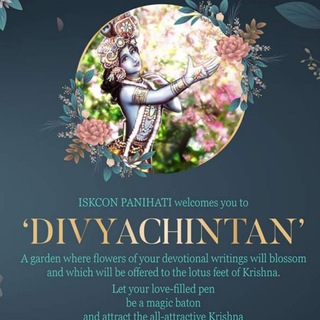 ISKCON PANIHATI welcomes you to
‘DIVYACHINTAN’
A garden where flowers of your devotional writings will blossom
and which will be offered to the lotus feet of Krishna.
Let your love-filled pen
be a magic baton
and attract the all-attractive Krishna